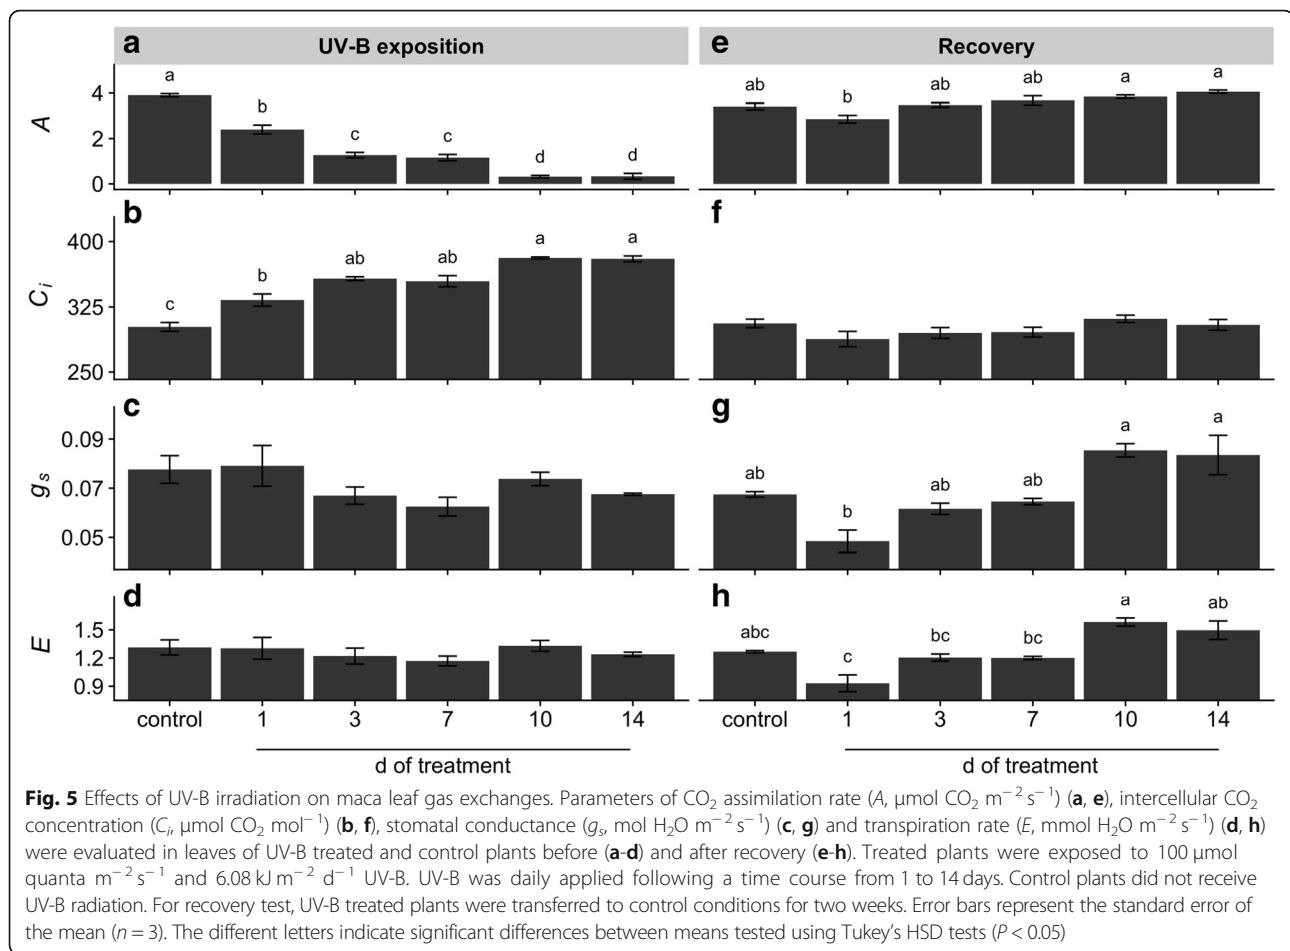 a UV-B exposition
e Recovery
A
4
2
0
a b c c d d
ab b ab ab a a
b
f
Ci
400
325
250
c b ab ab a a
c
g
gs
0.09
0.07
0.05
ab b ab ab a a
d
h
E
1.5
1.2
0.9
abc c bc bc a ab
control 1 3 7 10 14
control 1 3 7 10 14
d of treatment
d of treatment
Fig. 5 Effects of UV-B irradiation on maca leaf gas exchanges. Parameters of CO₂ assimilation rate (A, μmol CO₂ m⁻² s⁻¹) (a, e), intercellular CO₂
concentration (Cᵢ, μmol CO₂ mol⁻¹) (b, f), stomatal conductance (gₛ, mol H₂O m⁻² s⁻¹) (c, g) and transpiration rate (E, mmol H₂O m⁻² s⁻¹) (d, h)
were evaluated in leaves of UV-B treated and control plants before (a-d) and after recovery (e-h). Treated plants were exposed to 100 μmol
quanta m⁻² s⁻¹ and 6.08 kJ m⁻² d⁻¹ UV-B. UV-B was daily applied following a time course from 1 to 14 days. Control plants did not receive
UV-B radiation. For recovery test, UV-B treated plants were transferred to control conditions for two weeks. Error bars represent the standard error of
the mean (n = 3). The different letters indicate significant differences between means tested using Tukey's HSD tests (P < 0.05)